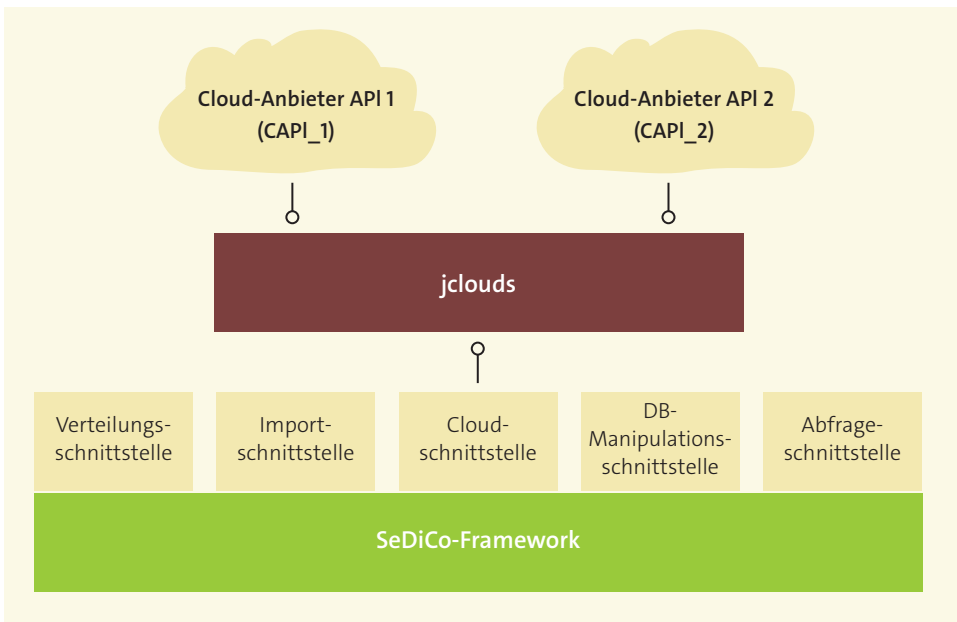 Cloud-Anbieter API 1
(CAPI_1)
Cloud-Anbieter API 2
(CAPI_2)
jclouds
Verteilungs-
schnittstelle
Import-
schnittstelle
Cloud-
schnittstelle
DB-
Manipulations-
schnittstelle
Abfrage-
schnittstelle
SeDiCo-Framework